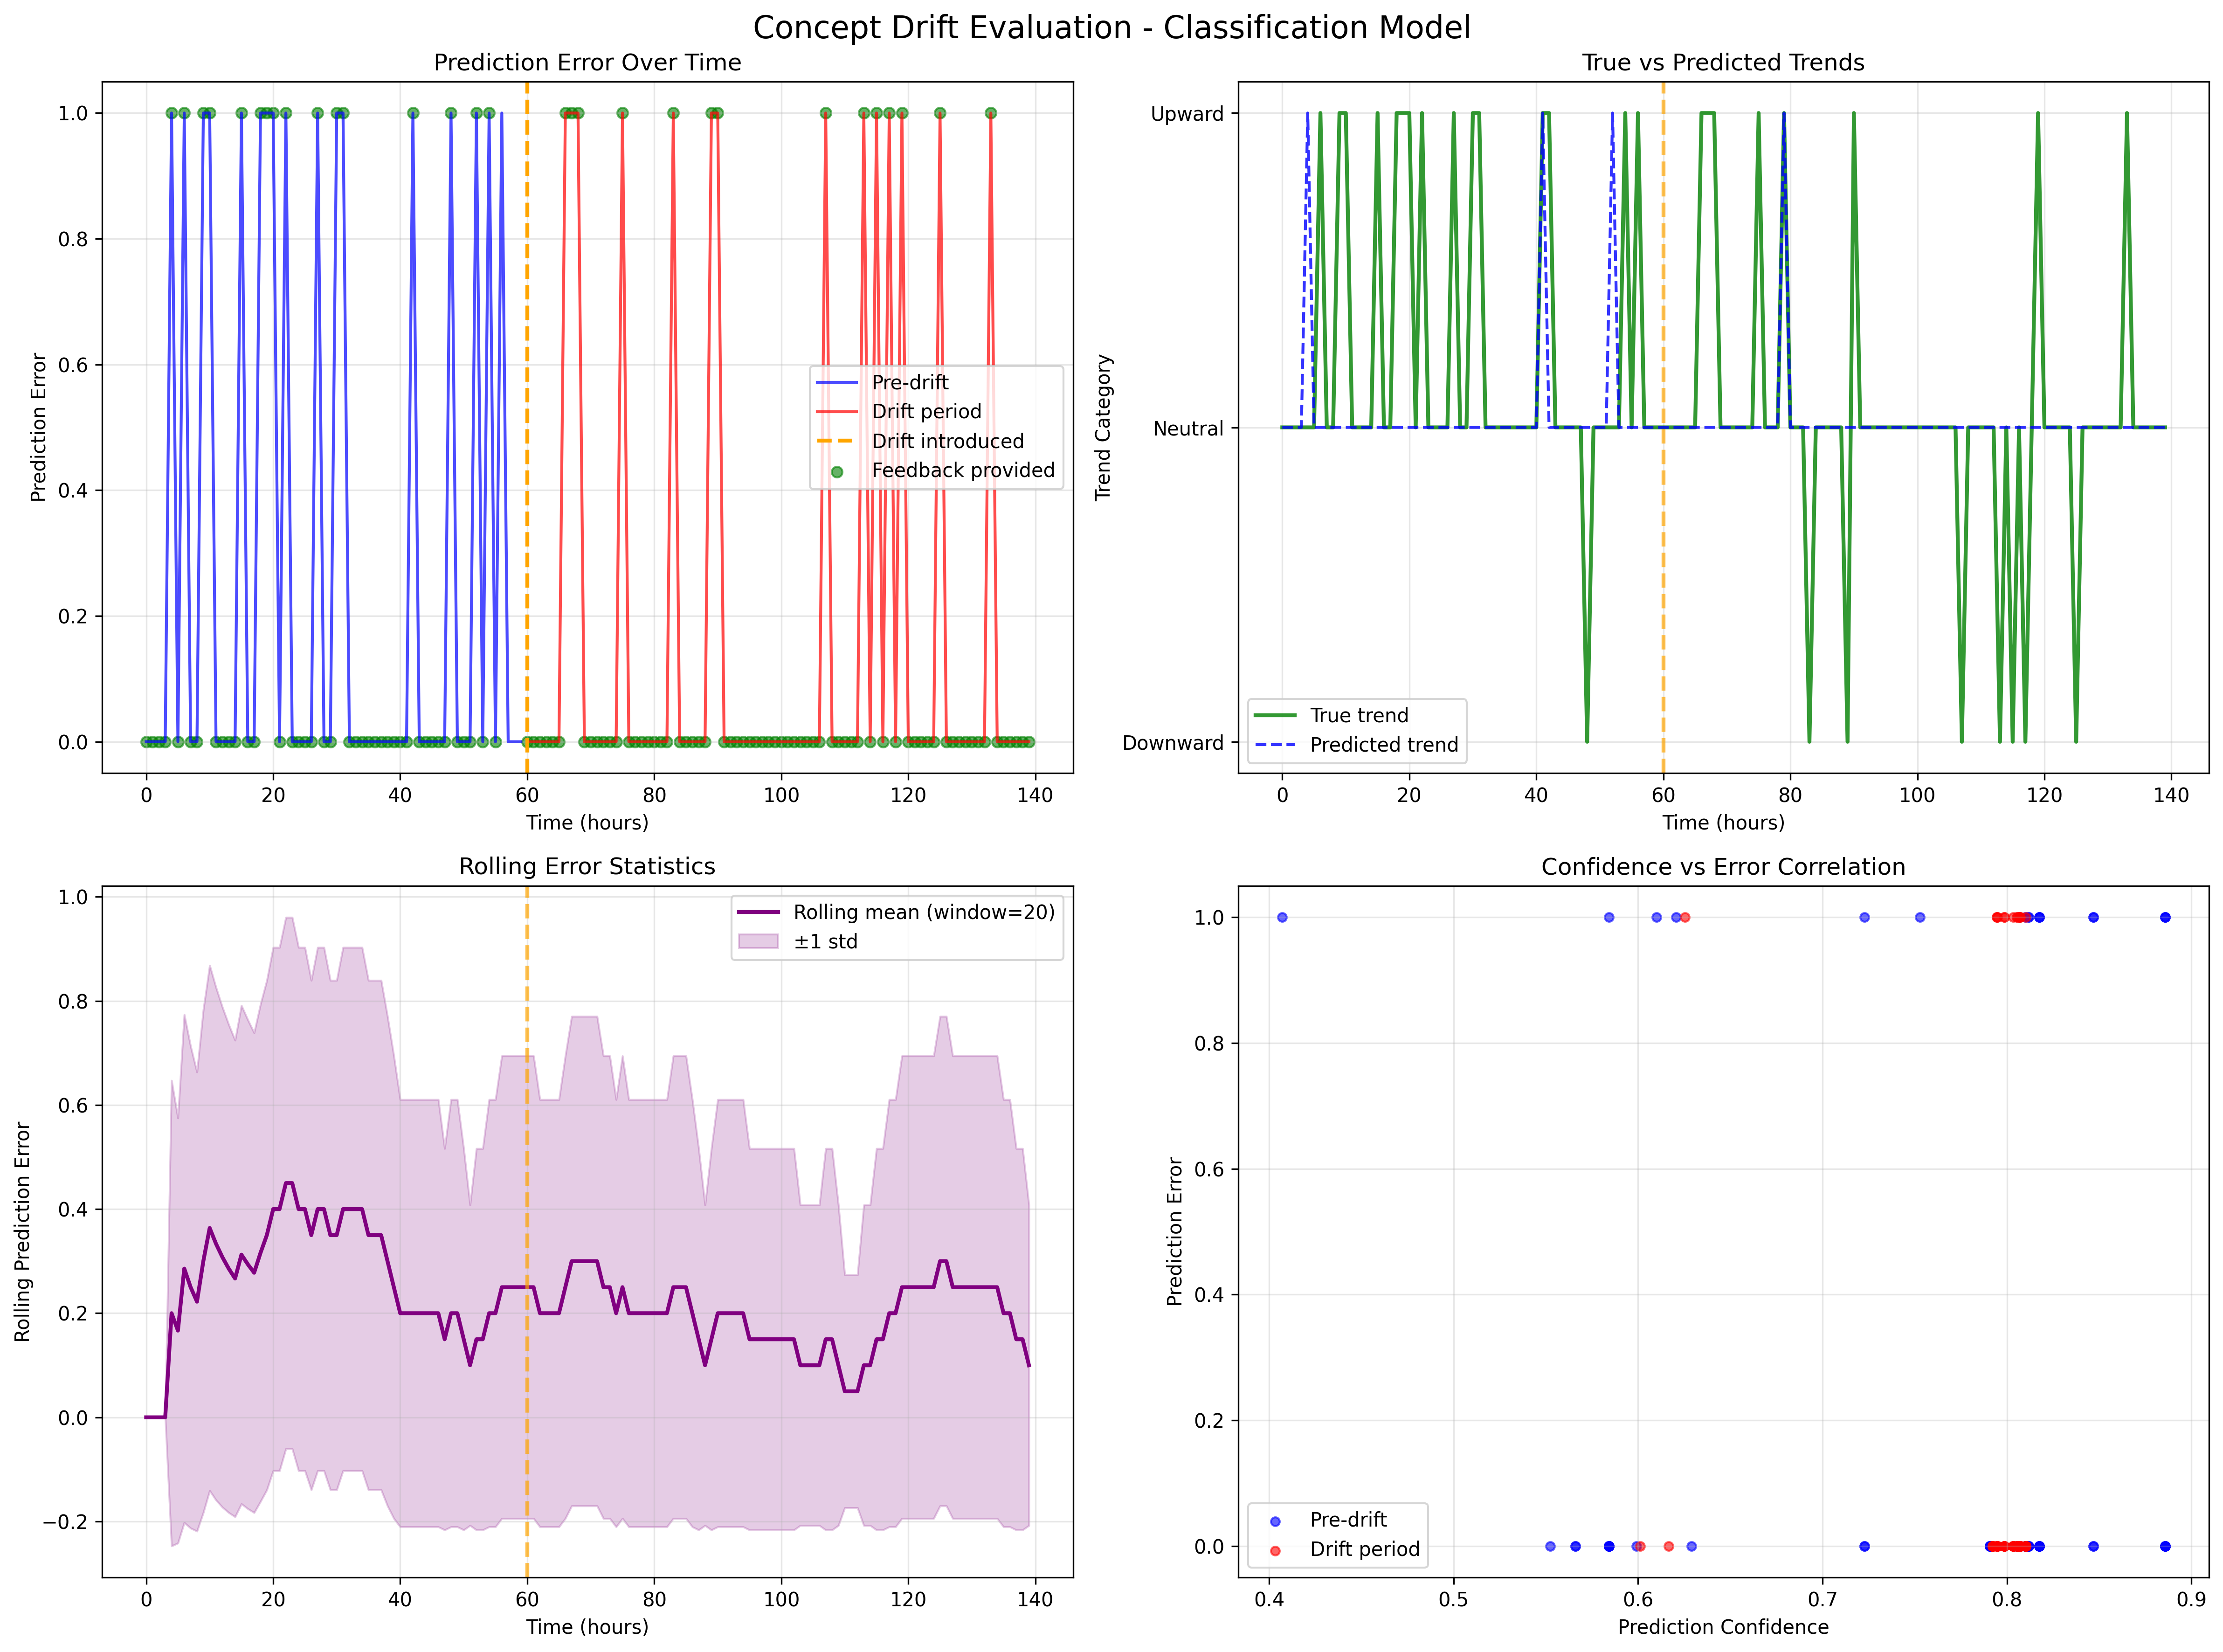 Concept Drift Evaluation - Classification Model
Prediction Error Over Time
Prediction Error
1.0
0.8
0.6
0.4
0.2
0.0
Pre-drift
Drift period
Drift introduced
Feedback provided
0 20 40 60 80 100 120 140
Time (hours)
True vs Predicted Trends
Trend Category
Upward
Neutral
Downward
True trend
Predicted trend
0 20 40 60 80 100 120 140
Time (hours)
Rolling Error Statistics
Rolling Prediction Error
1.0
0.8
0.6
0.4
0.2
0.0
−0.2
Rolling mean (window=20)
±1 std
0 20 40 60 80 100 120 140
Time (hours)
Confidence vs Error Correlation
Prediction Error
1.0
0.8
0.6
0.4
0.2
0.0
Pre-drift
Drift period
0.4 0.5 0.6 0.7 0.8 0.9
Prediction Confidence